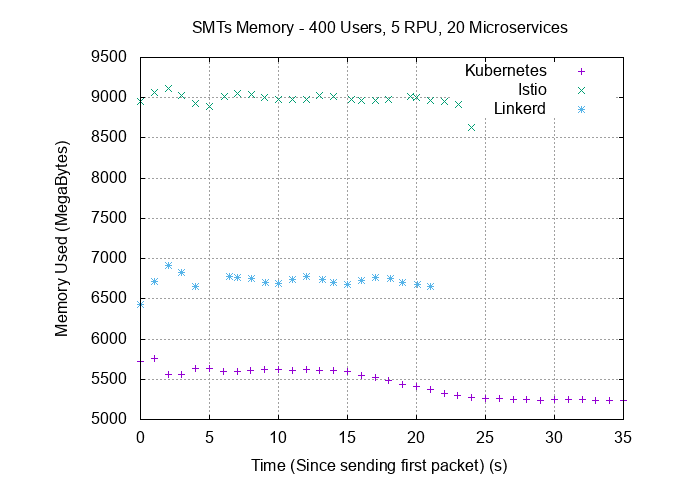 SMTs Memory - 400 Users, 5 RPU, 20 Microservices
9500
9000
8500
8000
7500
7000
6500
6000
5500
5000
Memory Used (MegaBytes)
Kubernetes
Istio
Linkerd
0 5 10 15 20 25 30 35
Time (Since sending first packet) (s)